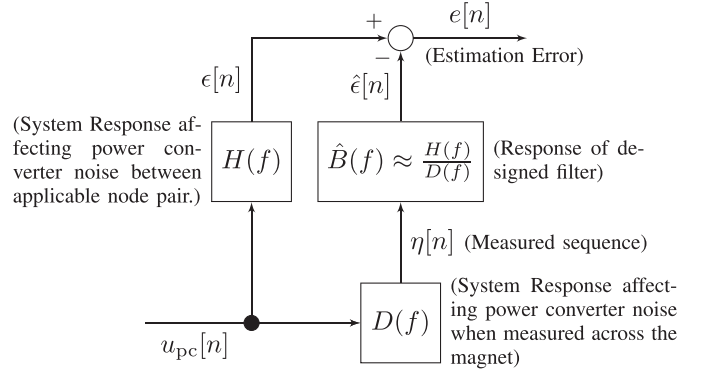 e[n]
+
−
(Estimation Error)
ϵ[n]
ϵ̂[n]
(System Response af-
fecting power con-
verter noise between
applicable node pair.)
H(f)
B̂(f) ≈ H(f)/D(f)
(Response of de-
signed filter)
η[n] (Measured sequence)
(System Response affect-
ing power converter noise
when measured across the
magnet)
D(f)
u_pc[n]